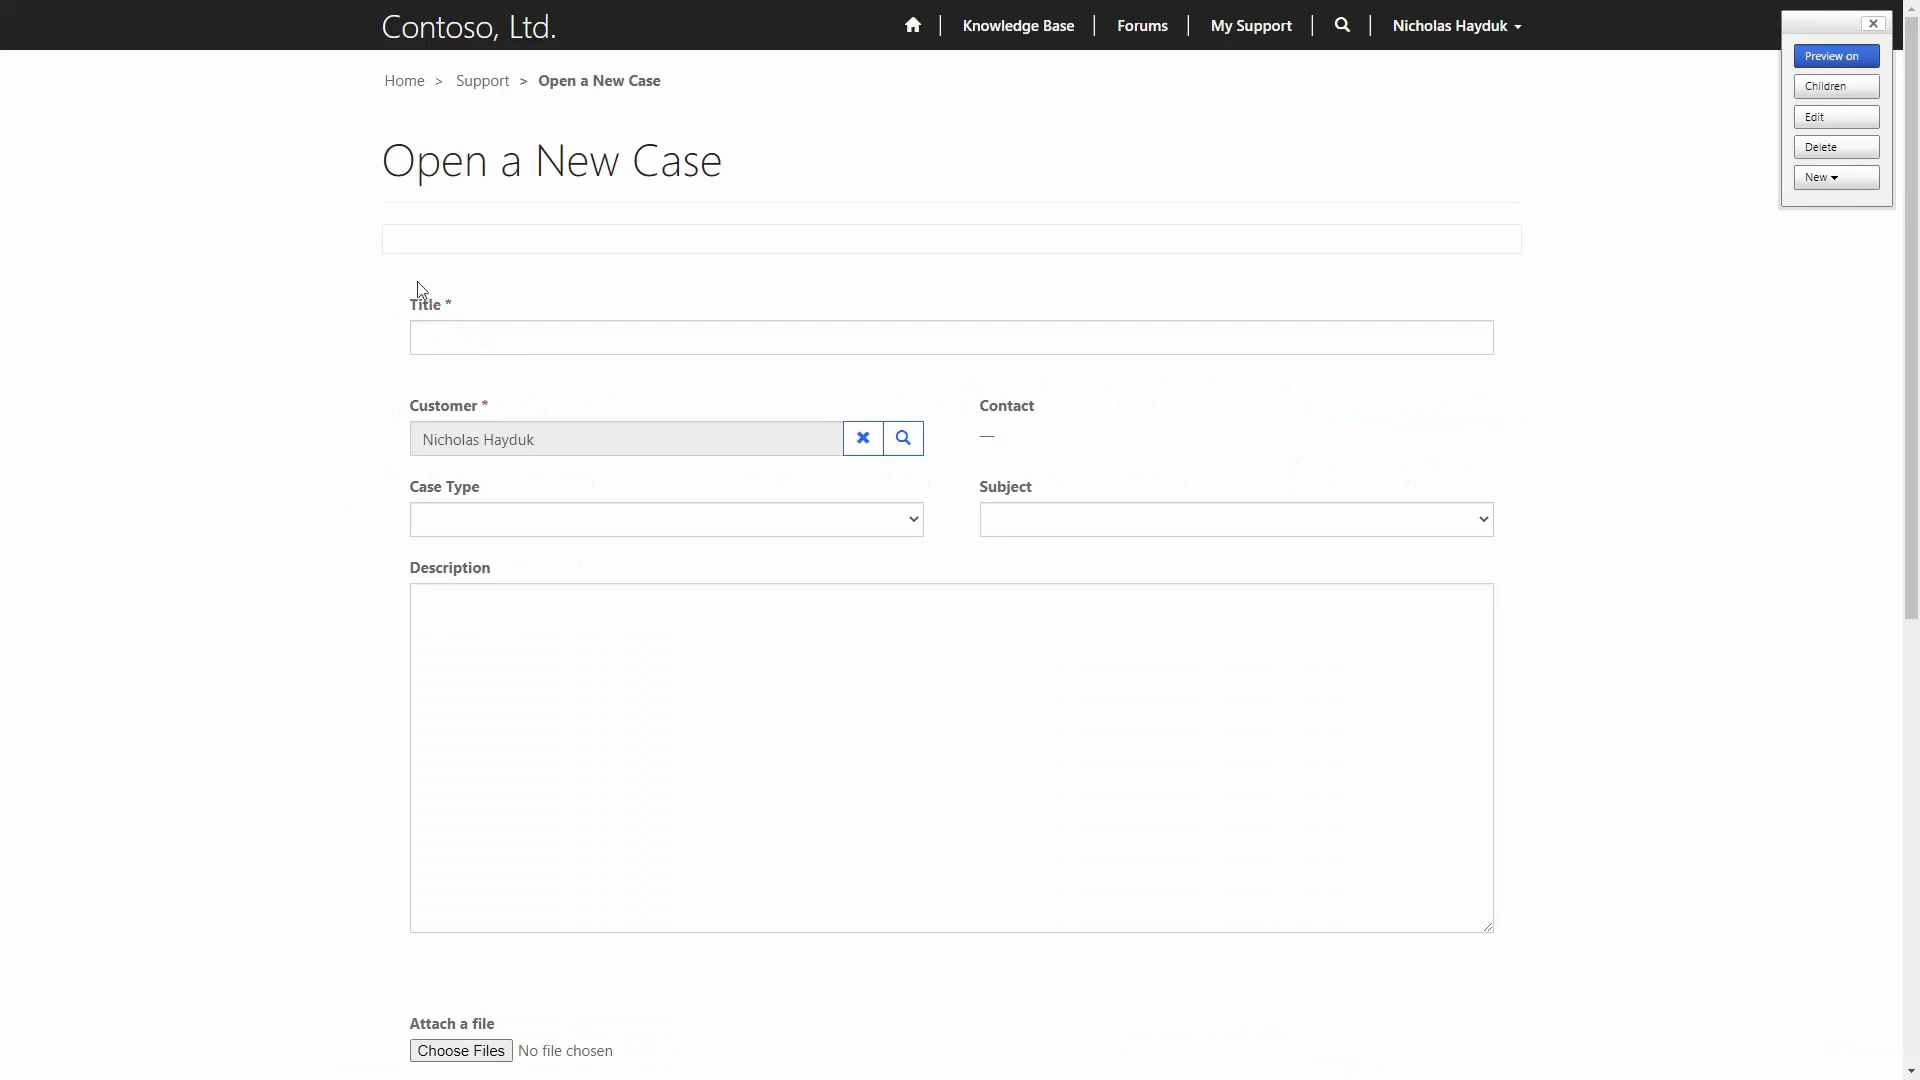 Contoso, Ltd.
Knowledge Base
Forums
My Support
Nicholas Hayduk
Preview on
Children
Edit
Delete
New
Home > Support > Open a New Case
Open a New Case
Title *
Customer *
Contact
Nicholas Hayduk
—
Case Type
Subject
Description
Attach a file
Choose Files No file chosen